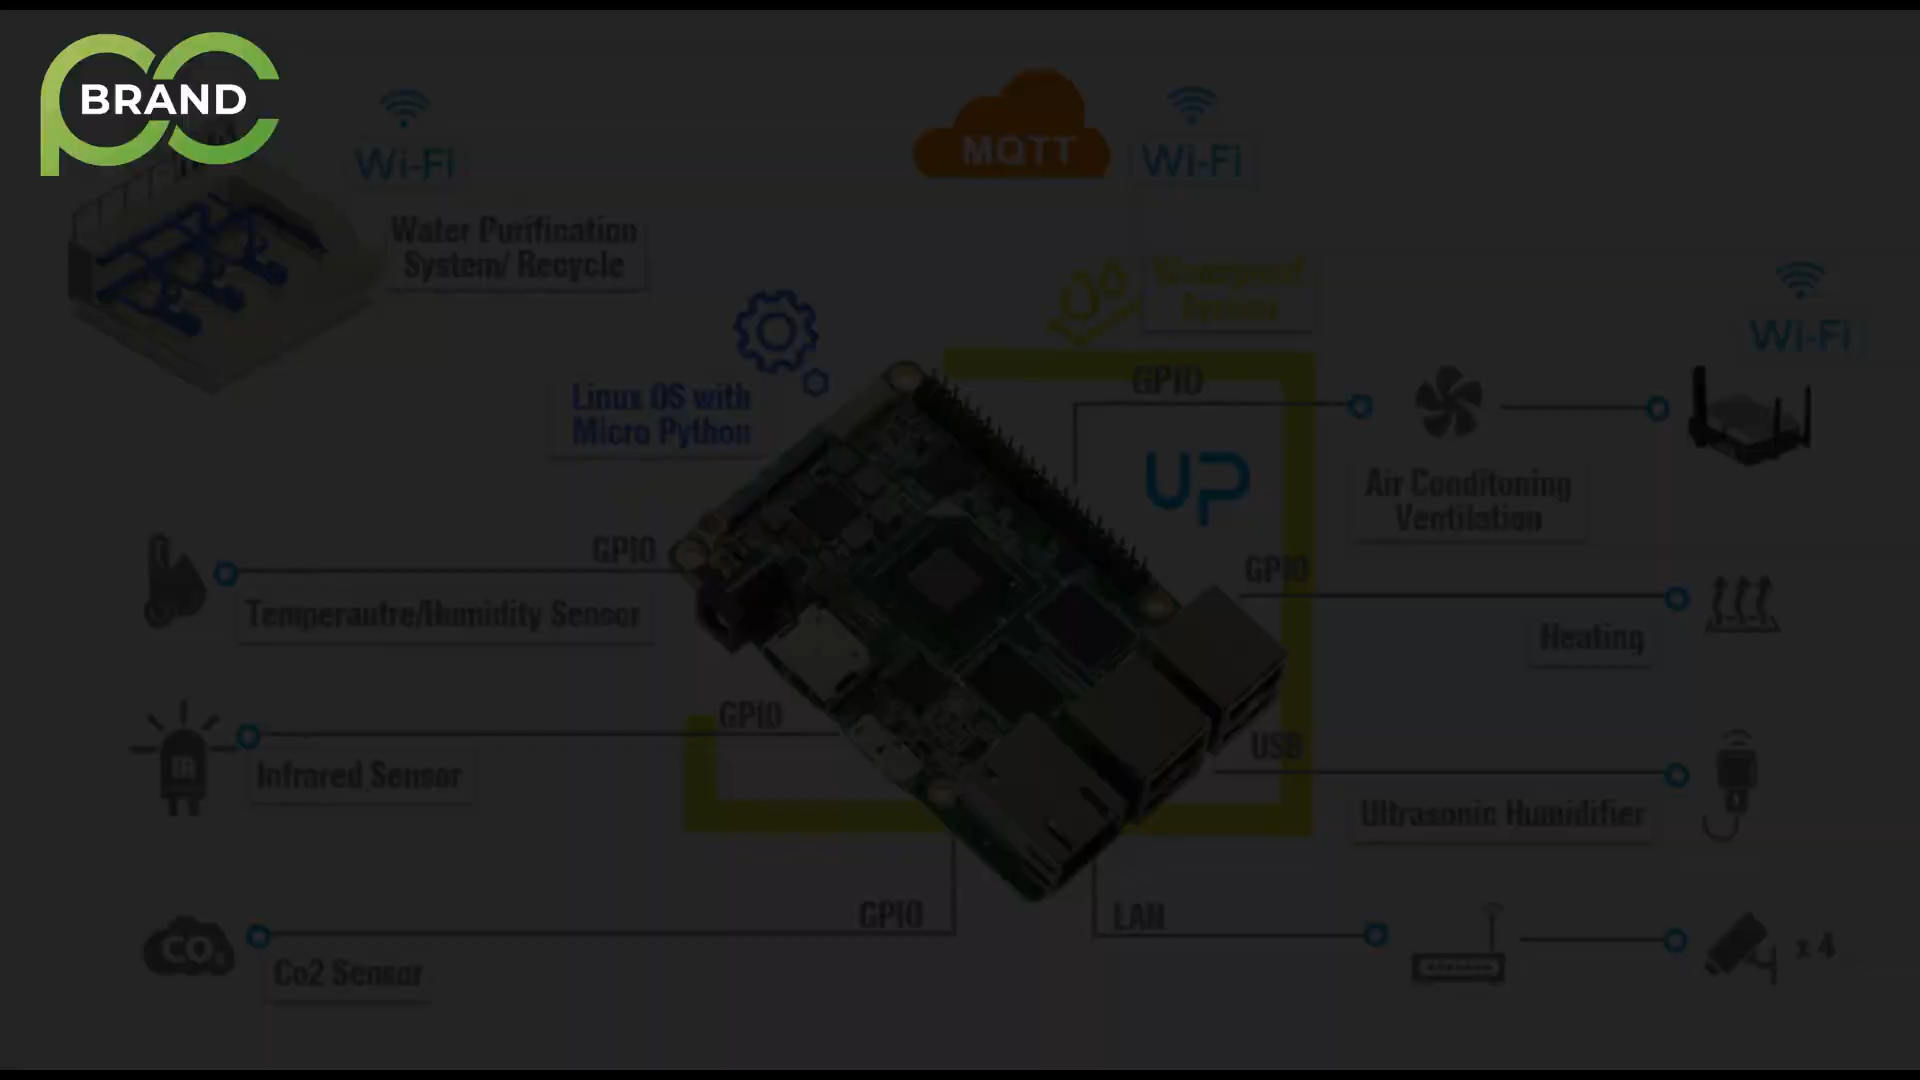 BRAND
Wi-Fi
MQTT
Wi-Fi
Water Purification
System/ Recycle
Waterproof
System
Wi-Fi
Linux OS with
Micro Python
GPIO
UP
Air Conditoning
Ventilation
GPIO
Temperautre/Humidity Sensor
GPIO
Heating
GPIO
IR
Infrared Sensor
USB
Ultrasonic Humidifier
GPIO
LAN
CO₂
Co2 Sensor
x 4